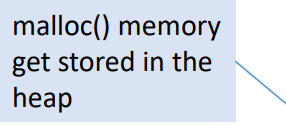 malloc() memory
get stored in the
heap